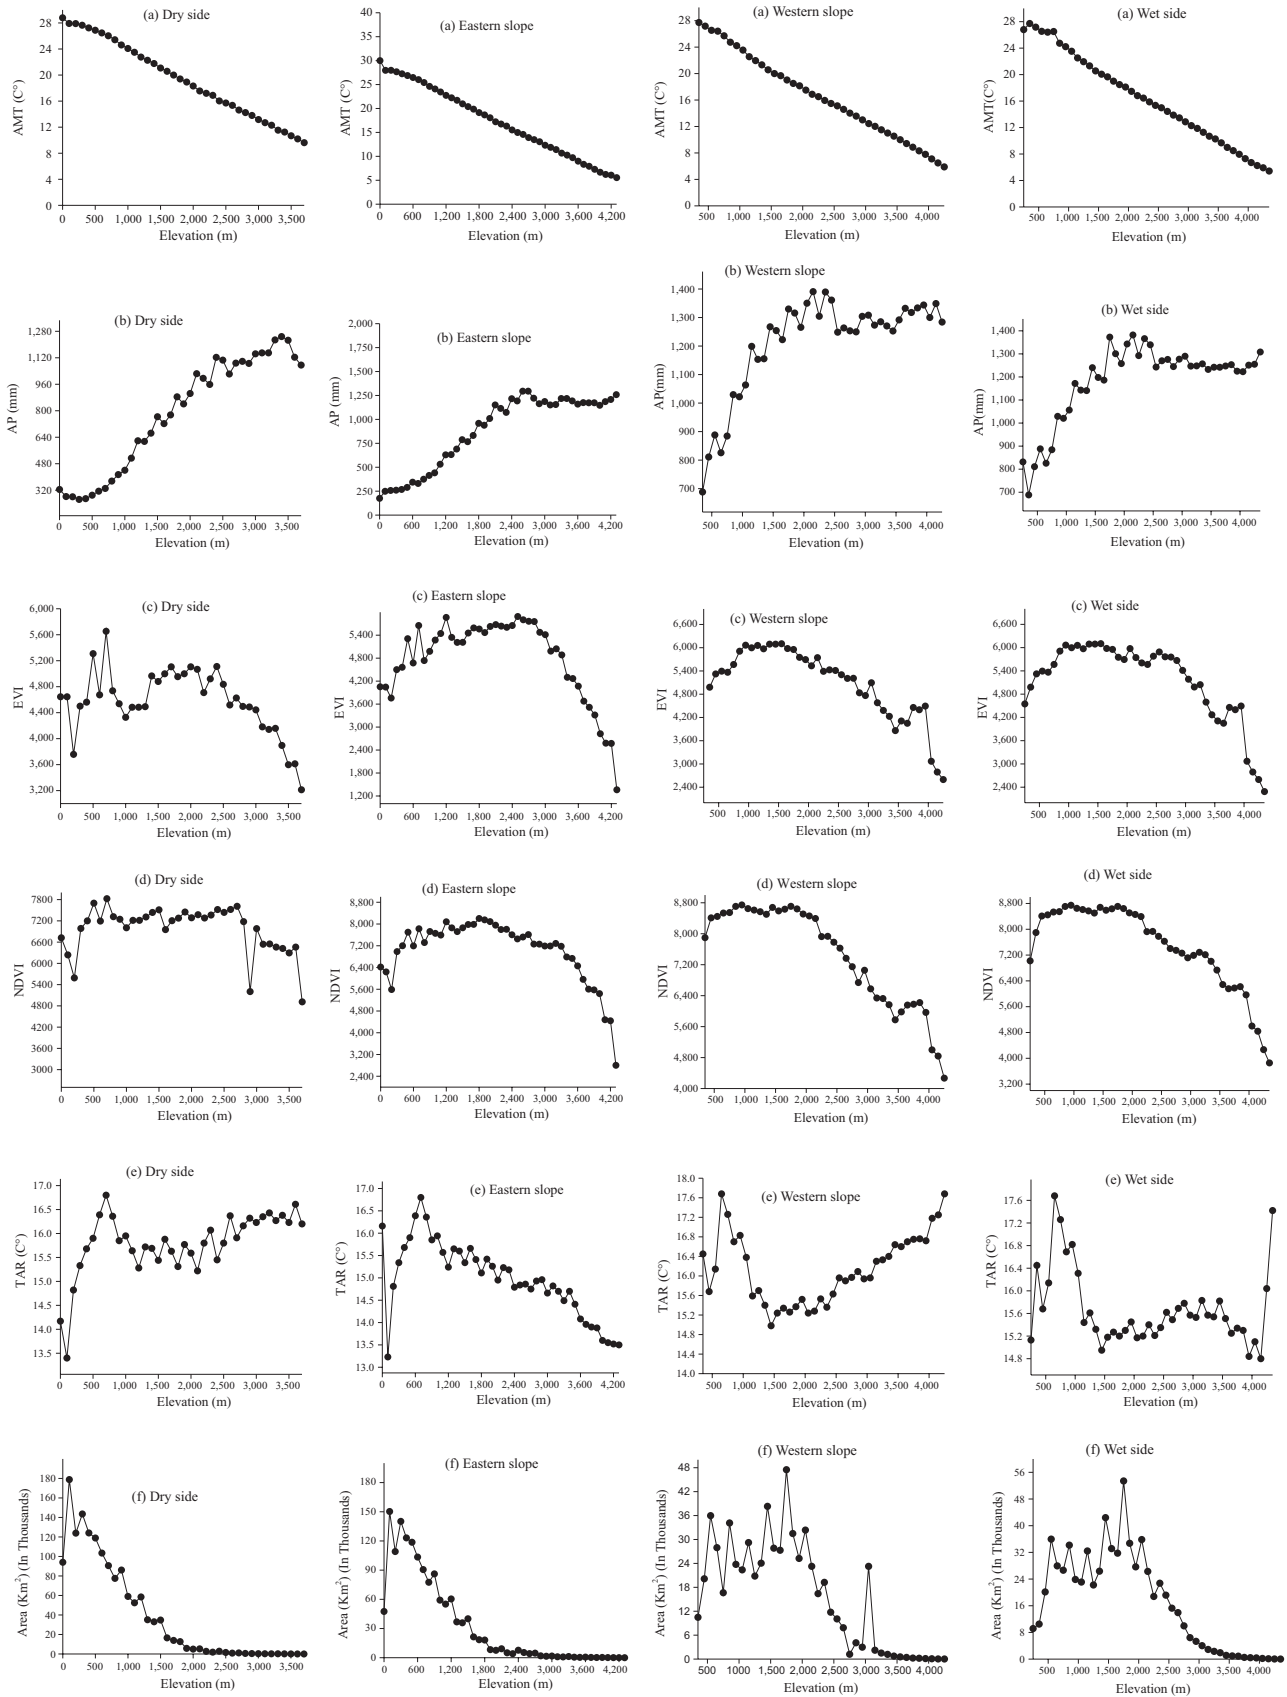 (a) Dry side
28
24
20
16
12
8
4
0
AMT (C°)
0 500 1,000 1,500 2,000 2,500 3,000 3,500
Elevation (m)
(a) Eastern slope
40
35
30
25
20
15
10
5
0
AMT (C°)
0 600 1,200 1,800 2,400 3,000 3,600 4,200
Elevation (m)
(a) Western slope
28
24
20
16
12
8
4
0
AMT (C°)
500 1,000 1,500 2,000 2,500 3,000 3,500 4,000
Elevation (m)
(a) Wet side
28
24
20
16
12
8
4
0
AMT(C°)
500 1,000 1,500 2,000 2,500 3,000 3,500 4,000
Elevation (m)
(b) Dry side
1,280
1,120
960
800
640
480
320
AP (mm)
0 500 1,000 1,500 2,000 2,500 3,000 3,500
Elevation (m)
(b) Eastern slope
2,000
1,750
1,500
1,250
1,000
750
500
250
0
AP (mm)
0 600 1,200 1,800 2,400 3,000 3,600 4,200
Elevation (m)
(b) Western slope
1,400
1,300
1,200
1,100
1,000
900
800
700
AP(mm)
500 1,000 1,500 2,000 2,500 3,000 3,500 4,000
Elevation (m)
(b) Wet side
1,400
1,300
1,200
1,100
1,000
900
800
700
AP(mm)
500 1,000 1,500 2,000 2,500 3,000 3,500 4,000
Elevation (m)
(c) Dry side
6,000
5,600
5,200
4,800
4,400
4,000
3,600
3,200
EVI
0 500 1,000 1,500 2,000 2,500 3,000 3,500
Elevation (m)
(c) Eastern slope
5,400
4,800
4,200
3,600
3,000
2,400
1,800
1,200
EVI
0 600 1,200 1,800 2,400 3,000 3,600 4,200
Elevation (m)
(c) Western slope
6,600
6,000
5,400
4,800
4,200
3,600
3,000
2,400
EVI
500 1,000 1,500 2,000 2,500 3,000 3,500 4,000
Elevation (m)
(c) Wet side
6,600
6,000
5,400
4,800
4,200
3,600
3,000
2,400
EVI
500 1,000 1,500 2,000 2,500 3,000 3,500 4,000
Elevation (m)
(d) Dry side
7800
7200
6600
6000
5400
4800
4200
3600
3000
NDVI
0 500 1,000 1,500 2,000 2,500 3,000 3,500
Elevation (m)
(d) Eastern slope
8,800
8,000
7,200
6,400
5,600
4,800
4,000
3,200
2,400
NDVI
0 600 1,200 1,800 2,400 3,000 3,600 4,200
Elevation (m)
(d) Western slope
8,800
8,000
7,200
6,400
5,600
4,800
4,000
NDVI
500 1,000 1,500 2,000 2,500 3,000 3,500 4,000
Elevation (m)
(d) Wet side
8,800
8,000
7,200
6,400
5,600
4,800
4,000
3,200
NDVI
500 1,000 1,500 2,000 2,500 3,000 3,500 4,000
Elevation (m)
(e) Dry side
17.0
16.5
16.0
15.5
15.0
14.5
14.0
13.5
TAR (C°)
0 500 1,000 1,500 2,000 2,500 3,000 3,500
Elevation (m)
(e) Eastern slope
17.0
16.5
16.0
15.5
15.0
14.5
14.0
13.5
13.0
TAR (C°)
0 600 1,200 1,800 2,400 3,000 3,600 4,200
Elevation (m)
(e) Western slope
18.0
17.6
17.2
16.8
16.4
16.0
15.6
15.2
14.8
14.4
14.0
TAR (C°)
500 1,000 1,500 2,000 2,500 3,000 3,500 4,000
Elevation (m)
(e) Wet side
17.6
17.2
16.8
16.4
16.0
15.6
15.2
14.8
TAR (C°)
500 1,000 1,500 2,000 2,500 3,000 3,500 4,000
Elevation (m)
(f) Dry side
180
160
140
120
100
80
60
40
20
0
Area (Km²) (In Thousands)
0 500 1,000 1,500 2,000 2,500 3,000 3,500
Elevation (m)
(f) Eastern slope
180
150
120
90
60
30
0
Area (Km²) (In Thousands)
0 600 1,200 1,800 2,400 3,000 3,600 4,200
Elevation (m)
(f) Western slope
48
42
36
30
24
18
12
6
0
Area (Km²) (In Thousands)
500 1,000 1,500 2,000 2,500 3,000 3,500 4,000
Elevation (m)
(f) Wet side
56
48
40
32
24
16
8
0
Area (Km²) (In Thousands)
500 1,000 1,500 2,000 2,500 3,000 3,500 4,000
Elevation (m)